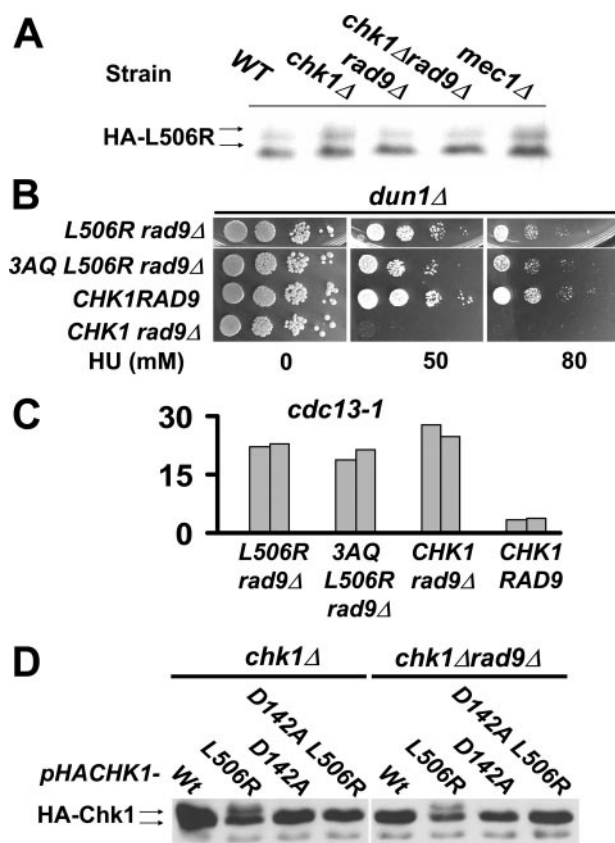 A
Strain
WT
chk1Δ
rad9Δ
chk1Δrad9Δ
mec1Δ
HA-L506R
B
dun1Δ
L506R rad9Δ
3AQ L506R rad9Δ
CHK1RAD9
CHK1 rad9Δ
HU (mM) 0 50 80
C
cdc13-1
30
15
0
L506R rad9Δ
3AQ L506R rad9Δ
CHK1 rad9Δ
CHK1 RAD9
D
chk1Δ
chk1Δrad9Δ
pHACHK1-
Wt
L506R
D142A
D142A L506R
Wt
L506R
D142A
D142A L506R
HA-Chk1